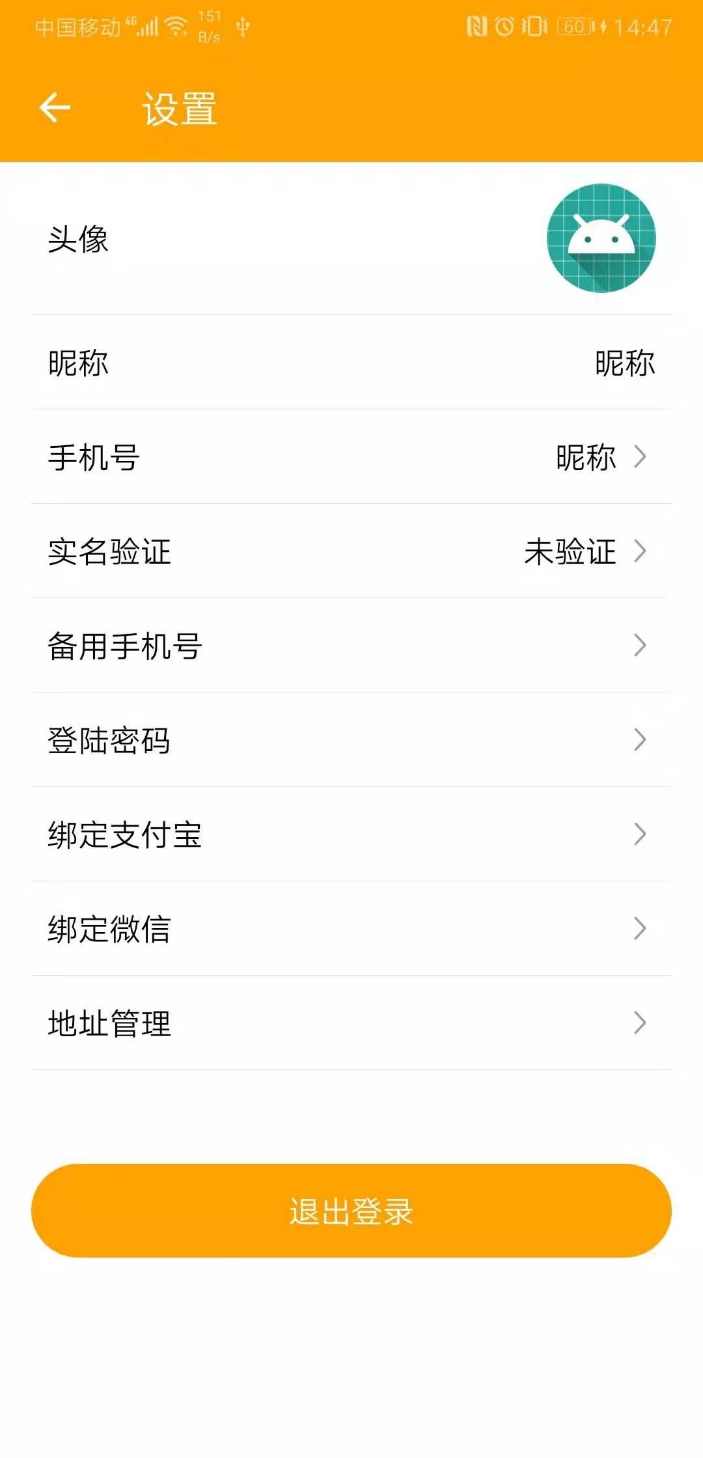 中国移动 4G 151 B/s 60 14:47
设置
头像
昵称 昵称
手机号 昵称
实名验证 未验证
备用手机号
登陆密码
绑定支付宝
绑定微信
地址管理
退出登录